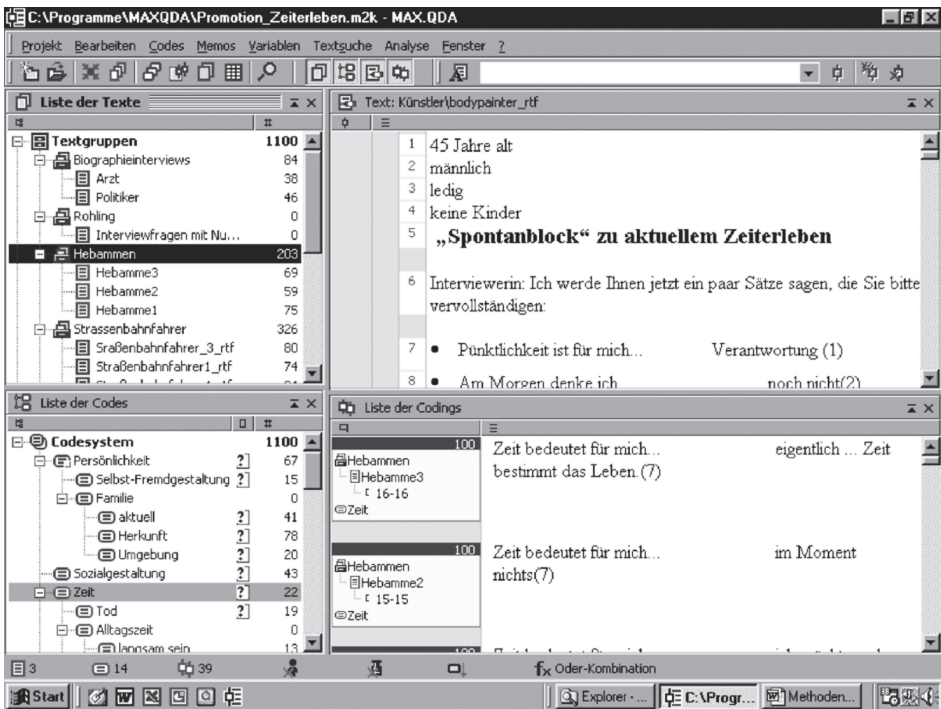 C:\Programme\MAXQDA\Promotion_Zeiterleben.m2k - MAX.QDA
Projekt Bearbeiten Codes Memos Variablen Textsuche Analyse Fenster ?
Liste der Texte
#
Textgruppen 1100
Biographieinterviews 84
Arzt 38
Politiker 46
Rohling 0
Interviewfragen mit Nu... 0
Hebammen 203
Hebamme3 69
Hebamme2 59
Hebamme1 75
Strassenbahnfahrer 326
Sraßenbahnfahrer_3_rtf 80
Straßenbahnfahrer1_rtf 74
Text: Künstler\bodypainter_rtf
1 45 Jahre alt
2 männlich
3 ledig
4 keine Kinder
5 „Spontanblock“ zu aktuellem Zeiterleben
6 Interviewerin: Ich werde Ihnen jetzt ein paar Sätze sagen, die Sie bitte
vervollständigen:
7 • Pünktlichkeit ist für mich... Verantwortung (1)
8 • Am Morgen denke ich noch nicht(2)
Liste der Codes
#
Codesystem 1100
Persönlichkeit ? 67
Selbst-Fremdgestaltung ? 15
Familie 0
aktuell ? 41
Herkunft ? 78
Umgebung ? 20
Sozialgestaltung ? 43
Zeit ? 22
Tod ? 19
Alltagszeit 0
langsam sein 13
Liste der Codings
100
Hebammen
Hebamme3
16-16
Zeit
Zeit bedeutet für mich... eigentlich ... Zeit
bestimmt das Leben.(7)
100
Hebammen
Hebamme2
15-15
Zeit
Zeit bedeutet für mich... im Moment
nichts(7)
100
3 14 39 fx Oder-Kombination
Start Explorer - ... C:\Progr... Methoden...